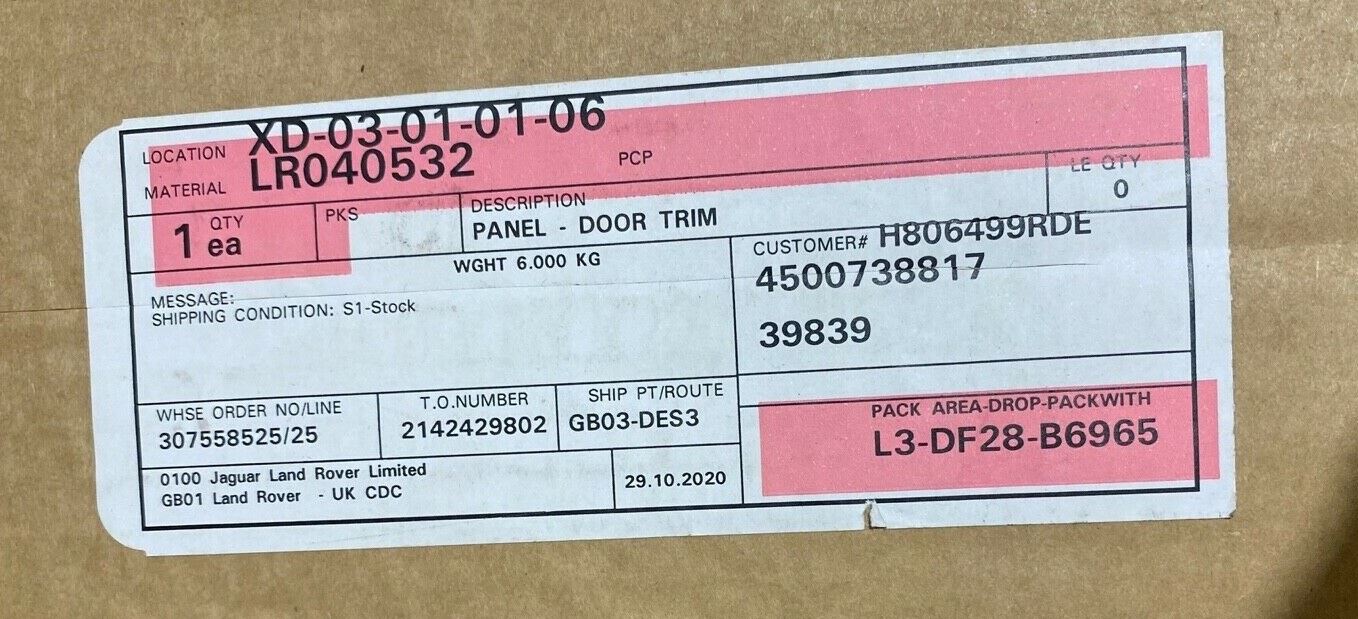 LOCATION XD-03-01-01-06
MATERIAL LR040532 PCP
QTY 1 ea
PKS
DESCRIPTION
PANEL - DOOR TRIM
LE QTY
0
WGHT 6.000 KG
CUSTOMER# H806499RDE
4500738817
39839
MESSAGE:
SHIPPING CONDITION: S1-Stock
WHSE ORDER NO/LINE
307558525/25
T.O.NUMBER
2142429802
SHIP PT/ROUTE
GB03-DES3
PACK AREA-DROP-PACKWITH
L3-DF28-B6965
0100 Jaguar Land Rover Limited
GB01 Land Rover - UK CDC
29.10.2020